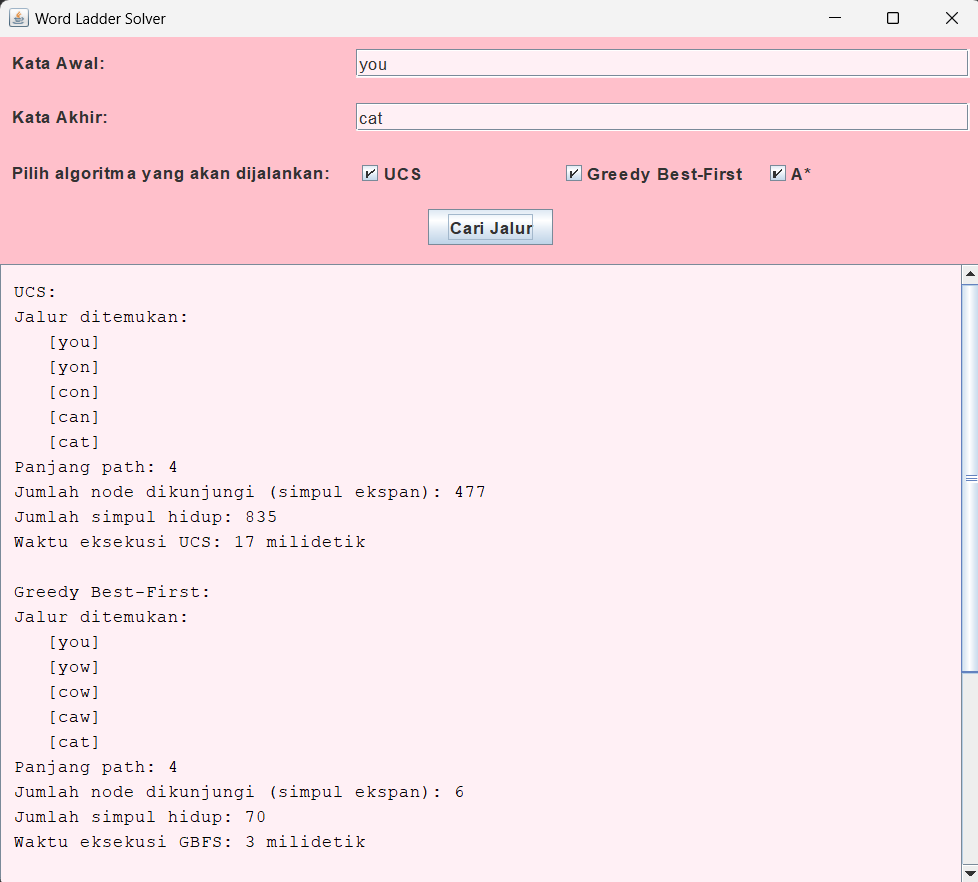 Word Ladder Solver
Kata Awal: you
Kata Akhir: cat
Pilih algoritma yang akan dijalankan: UCS Greedy Best-First A*
Cari Jalur
UCS:
Jalur ditemukan:
[you]
[yon]
[con]
[can]
[cat]
Panjang path: 4
Jumlah node dikunjungi (simpul ekspan): 477
Jumlah simpul hidup: 835
Waktu eksekusi UCS: 17 milidetik
Greedy Best-First:
Jalur ditemukan:
[you]
[yow]
[cow]
[caw]
[cat]
Panjang path: 4
Jumlah node dikunjungi (simpul ekspan): 6
Jumlah simpul hidup: 70
Waktu eksekusi GBFS: 3 milidetik